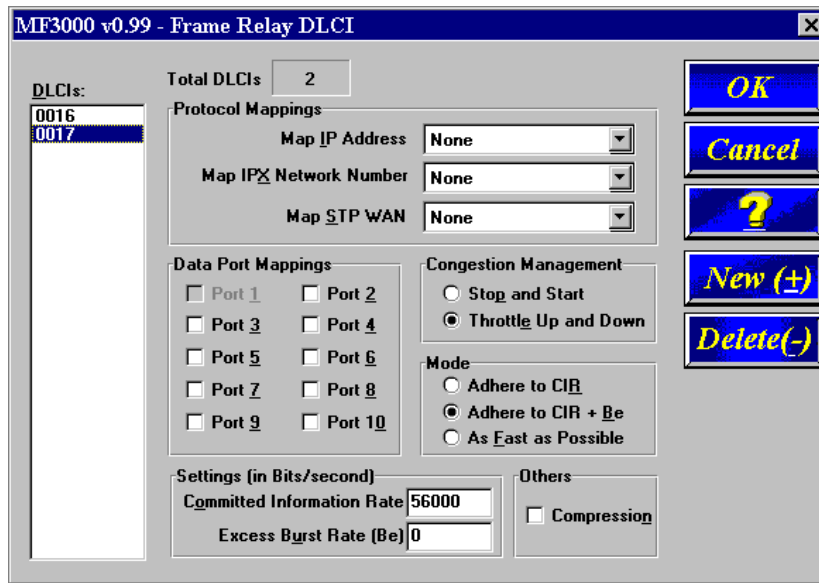 MF3000 v0.99 - Frame Relay DLCI
DLCIs:
0016
0017
Total DLCIs 2
Protocol Mappings
Map IP Address None
Map IPX Network Number None
Map STP WAN None
Data Port Mappings
Port 1 Port 2
Port 3 Port 4
Port 5 Port 6
Port 7 Port 8
Port 9 Port 10
Congestion Management
Stop and Start
Throttle Up and Down
Mode
Adhere to CIR
Adhere to CIR + Be
As Fast as Possible
Settings (in Bits/second)
Committed Information Rate 56000
Excess Burst Rate (Be) 0
Others
Compression
OK
Cancel
?
New (+)
Delete(-)